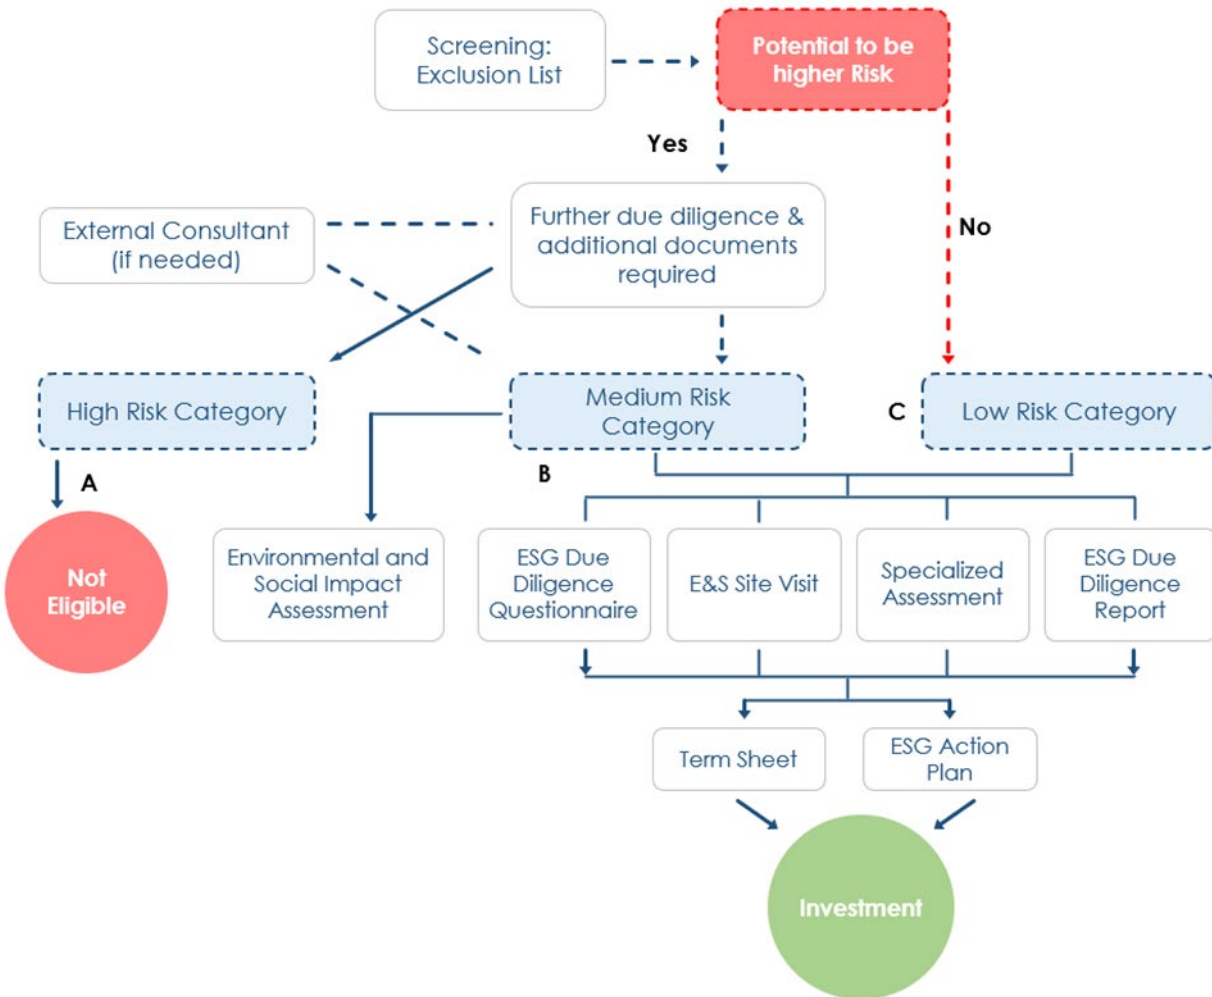 Screening:
Exclusion List
Potential to be
higher Risk
Yes
No
External Consultant
(if needed)
Further due diligence &
additional documents
required
High Risk Category
Medium Risk
Category
C
Low Risk Category
A
B
Not
Eligible
Environmental and
Social Impact
Assessment
ESG Due
Diligence
Questionnaire
E&S Site Visit
Specialized
Assessment
ESG Due
Diligence
Report
Term Sheet
ESG Action
Plan
Investment